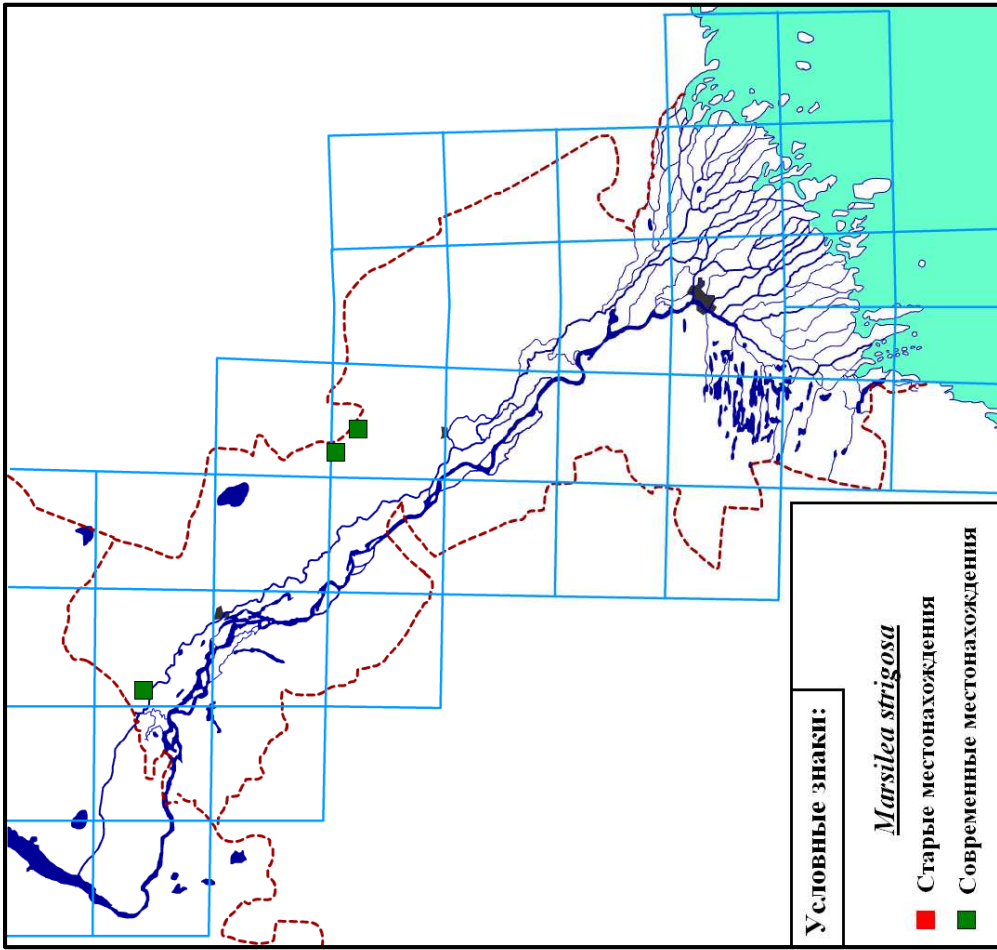 Условные знаки:
Marsilea strigosa
Старые местонахождения
Современные местонахождения